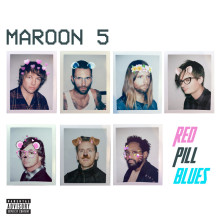 MAROON 5
RED
PILL
BLUES
PARENTAL
ADVISORY
EXPLICIT CONTENT